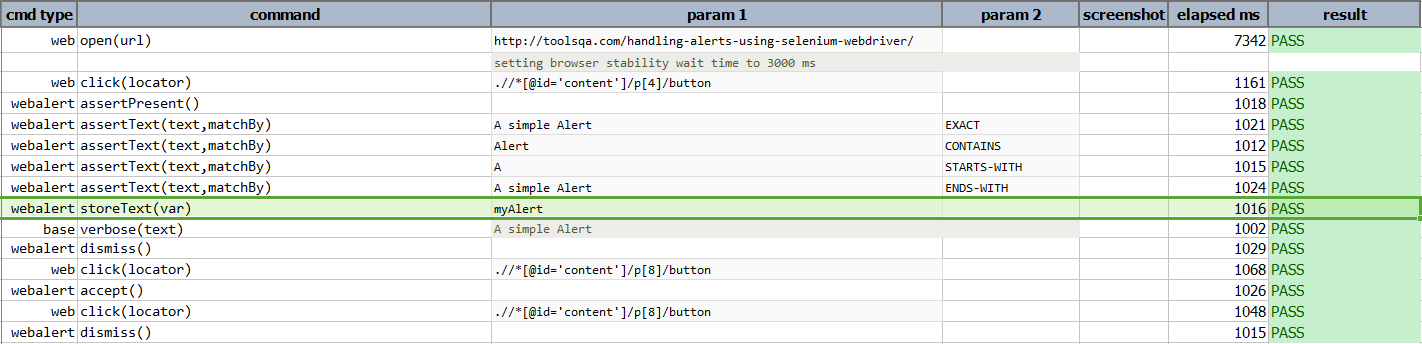 cmd type command param 1 param 2 screenshot elapsed ms result
web open(url) http://toolsqa.com/handling-alerts-using-selenium-webdriver/ 7342 PASS
setting browser stability wait time to 3000 ms
web click(locator) .//*[@id='content']/p[4]/button 1161 PASS
webalert assertPresent() 1018 PASS
webalert assertText(text,matchBy) A simple Alert EXACT 1021 PASS
webalert assertText(text,matchBy) Alert CONTAINS 1012 PASS
webalert assertText(text,matchBy) A STARTS-WITH 1015 PASS
webalert assertText(text,matchBy) A simple Alert ENDS-WITH 1024 PASS
webalert storeText(var) myAlert 1016 PASS
base verbose(text) A simple Alert 1002 PASS
webalert dismiss() 1029 PASS
web click(locator) .//*[@id='content']/p[8]/button 1068 PASS
webalert accept() 1026 PASS
web click(locator) .//*[@id='content']/p[8]/button 1048 PASS
webalert dismiss() 1015 PASS